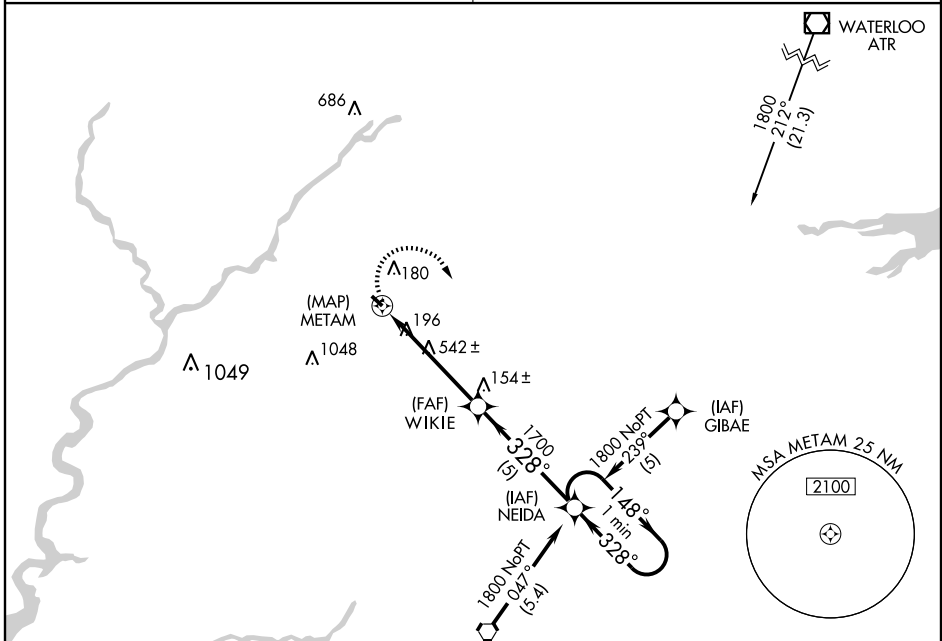 WATERLOO
ATR
1800
212°
(21.3)
686
180
(MAP)
METAM
196
542 ±
1048
1049
154 ±
(FAF)
WIKIE
1700
328°
(5)
1800 NoPT
239°
(5)
(IAF)
GIBAE
(IAF)
NEIDA
148°
1 min
328°
1800 NoPT
047°
(5.4)
MSA METAM 25 NM
2100